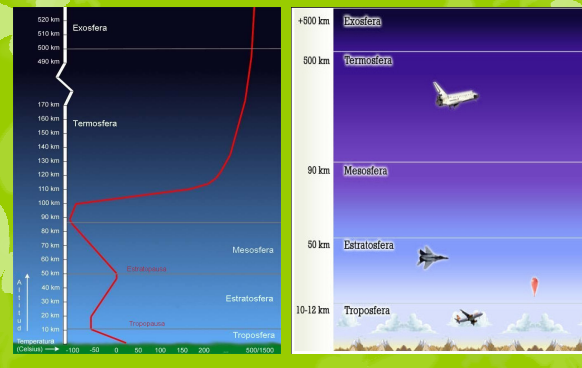 520 km
510 km
500 km
490 km
170 km
160 km
150 km
140 km
130 km
120 km
110 km
100 km
90 km
80 km
70 km
60 km
50 km
40 km
30 km
20 km
10 km
Exosfera
Termosfera
Mesosfera
Estratopausa
Estratosfera
Tropopausa
Troposfera
Altitud
Temperatura
(Celsius)
-100 -50 0 50 100 150 200 500/1500
+500 km Exosfera
500 km Termosfera
90 km Mesosfera
50 km Estratosfera
10-12 km Troposfera